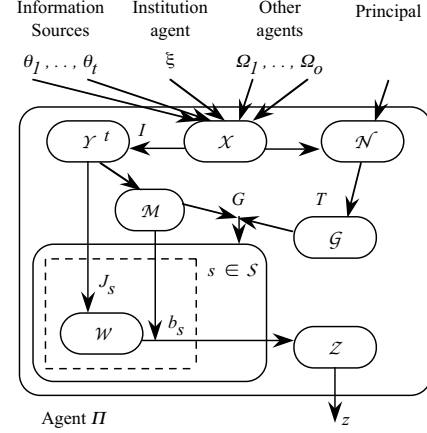 Information Institution Other Principal
Sources agent agents
θ1 , . . , θt ξ Ω1 , . . , Ωo
𝒴 t I 𝒳 𝒩
ℳ G T 𝒢
s ∈ S
Js
𝒲 bs 𝒵
Agent Π z